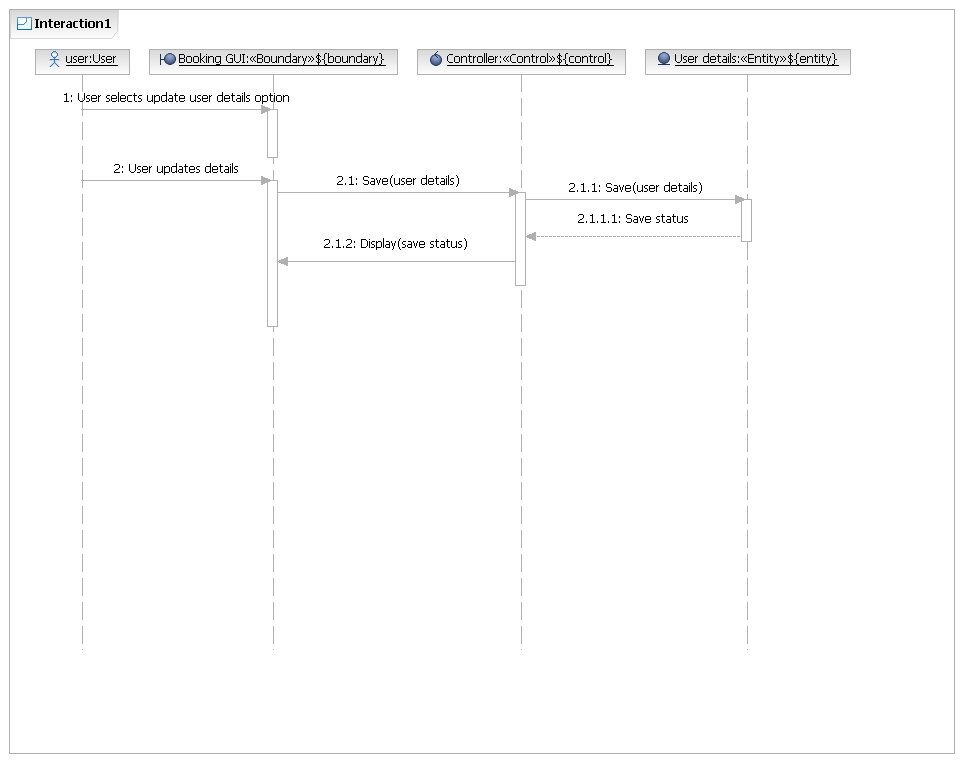 Interaction1
user:User
Booking GUI:«Boundary»${boundary}
Controller:«Control»${control}
User details:«Entity»${entity}
1: User selects update user details option
2: User updates details
2.1: Save(user details)
2.1.1: Save(user details)
2.1.1.1: Save status
2.1.2: Display(save status)